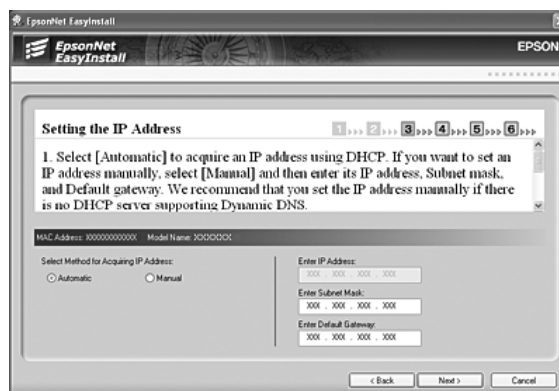 EpsonNet EasyInstall
EpsonNet
EasyInstall
EPSON
Setting the IP Address
1 2 3 4 5 6
1. Select [Automatic] to acquire an IP address using DHCP. If you want to set an
IP address manually, select [Manual] and then enter its IP address, Subnet mask,
and Default gateway. We recommend that you set the IP address manually if there
is no DHCP server supporting Dynamic DNS.
MAC Address: XXXXXXXXXXXX Model Name: XXXXXXX
Select Method for Acquiring IP Address:
Automatic
Manual
Enter IP Address:
XXX . XXX . XXX . XXX
Enter Subnet Mask:
XXX . XXX . XXX . XXX
Enter Default Gateway:
XXX . XXX . XXX . XXX
< Back
Next >
Cancel